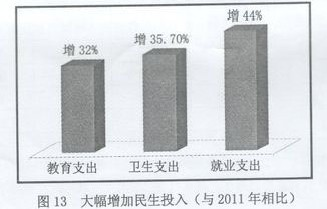 增 32%
增 35.70%
增 44%
教育支出
卫生支出
就业支出
图 13 大幅增加民生投入（与 2011 年相比）